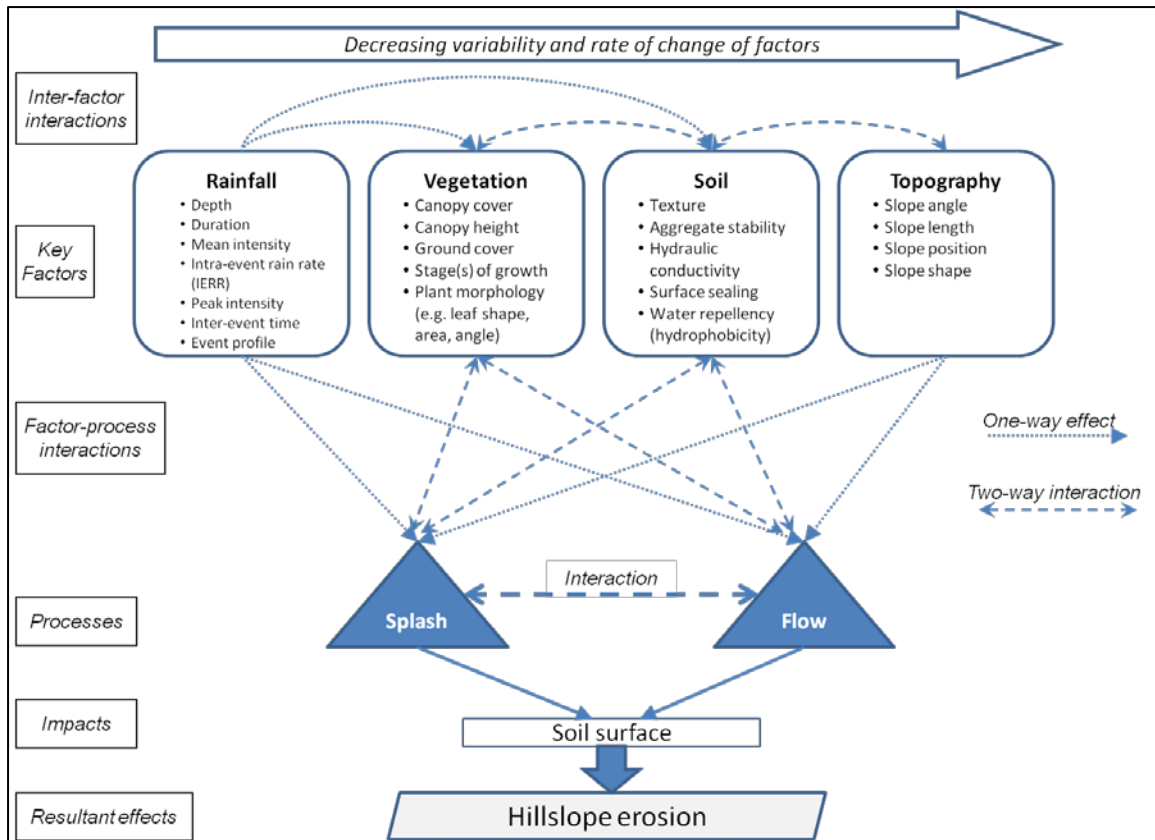 Decreasing variability and rate of change of factors
Inter-factor
interactions
Key
Factors
Rainfall
• Depth
• Duration
• Mean intensity
• Intra-event rain rate
(IERR)
• Peak intensity
• Inter-event time
• Event profile
Vegetation
• Canopy cover
• Canopy height
• Ground cover
• Stage(s) of growth
• Plant morphology
(e.g. leaf shape,
area, angle)
Soil
• Texture
• Aggregate stability
• Hydraulic
conductivity
• Surface sealing
• Water repellency
(hydrophobicity)
Topography
• Slope angle
• Slope length
• Slope position
• Slope shape
Factor-process
interactions
One-way effect
Two-way interaction
Processes
Interaction
Splash
Flow
Impacts
Soil surface
Resultant effects
Hillslope erosion